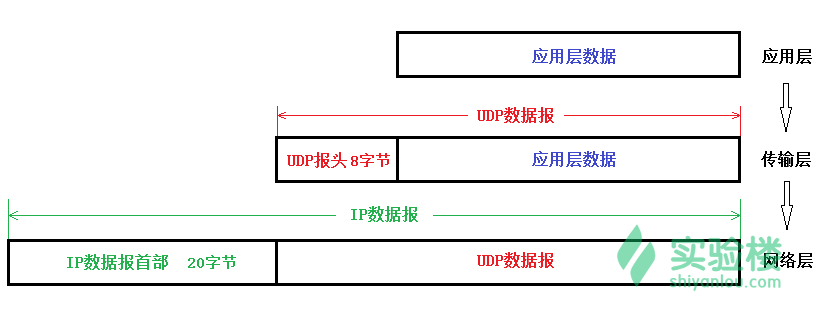 应用层数据 应用层
UDP数据报
UDP报头 8字节 应用层数据 传输层
IP数据报
IP数据报首部 20字节 UDP数据报 网络层
实验楼
shiyanlou.com